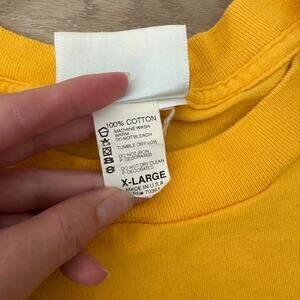 100% COTTON
MACHINE WASH
WARM
DO NOT BLEACH
TUMBLE DRY LOW
DO NOT IRON
IF DECORATED
DO NOT DRY CLEAN
IF DECORATED
X-LARGE
MADE IN U.S.A.